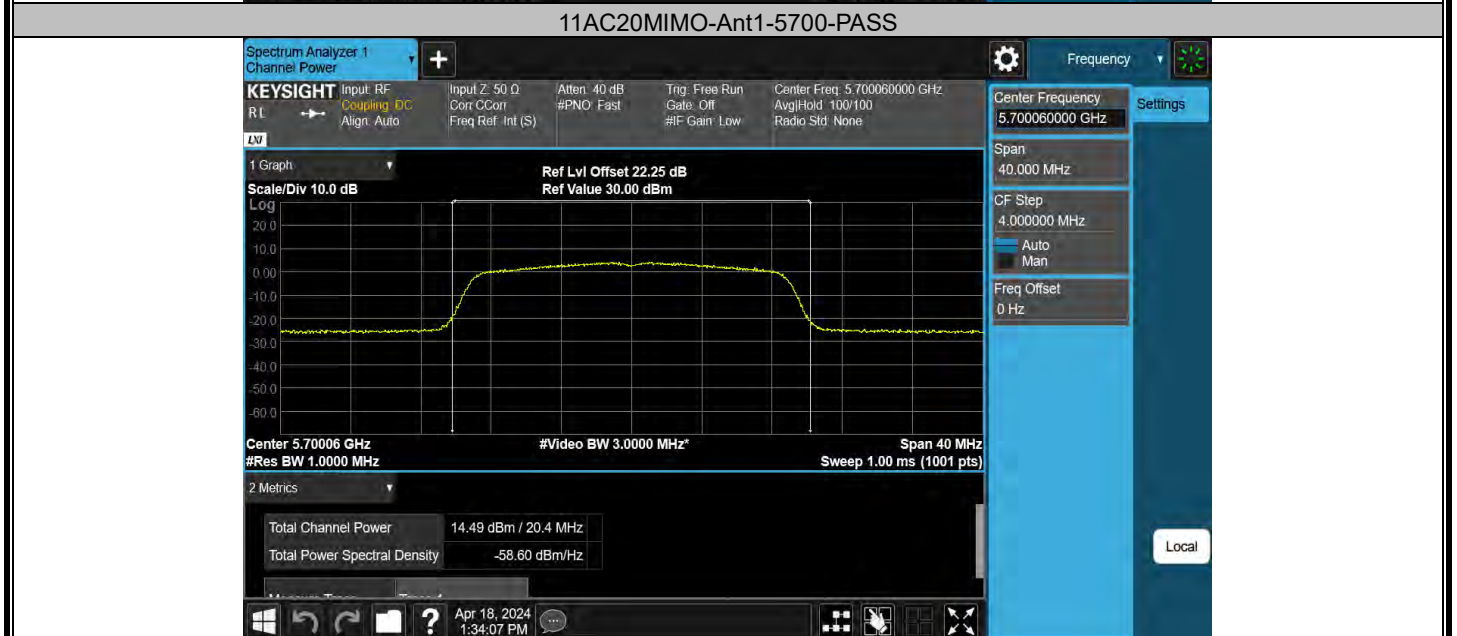 11AC20MIMO-Ant1-5700-PASS
Spectrum Analyzer 1
Channel Power
+
Frequency
KEYSIGHT
RL
LXI
Input: RF
Coupling: DC
Align: Auto
Input Z: 50 Ω
Corr CCorr
Freq Ref: Int (S)
Atten: 40 dB
#PNO: Fast
Trig: Free Run
Gate: Off
#IF Gain: Low
Center Freq: 5.700060000 GHz
Avg|Hold: 100/100
Radio Std: None
Center Frequency
5.700060000 GHz
Settings
Span
40.000 MHz
CF Step
4.000000 MHz
Auto
Man
Freq Offset
0 Hz
1 Graph
Scale/Div 10.0 dB
Ref Lvl Offset 22.25 dB
Ref Value 30.00 dBm
Log
20.0
10.0
0.00
-10.0
-20.0
-30.0
-40.0
-50.0
-60.0
Center 5.70006 GHz
#Res BW 1.0000 MHz
#Video BW 3.0000 MHz*
Span 40 MHz
Sweep 1.00 ms (1001 pts)
2 Metrics
Total Channel Power 14.49 dBm / 20.4 MHz
Total Power Spectral Density -58.60 dBm/Hz
Local
?
Apr 18, 2024
1:34:07 PM